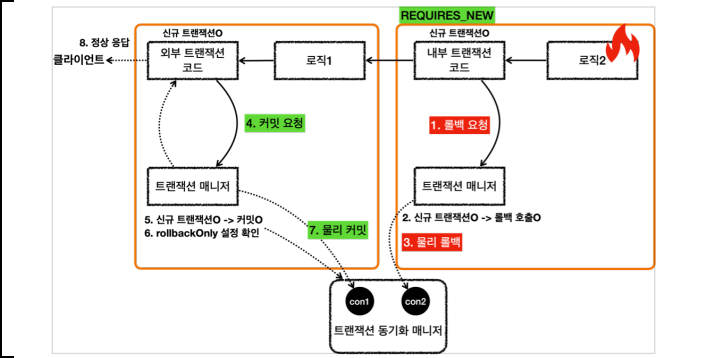 REQUIRES_NEW
신규 트랜잭션O
외부 트랜잭션
코드
로직1
신규 트랜잭션O
내부 트랜잭션
코드
로직2
8. 정상 응답
클라이언트
4. 커밋 요청
1. 롤백 요청
트랜잭션 매니저
트랜잭션 매니저
5. 신규 트랜잭션O -> 커밋O
6. rollbackOnly 설정 확인
7. 물리 커밋
2. 신규 트랜잭션O -> 롤백 호출O
3. 물리 롤백
con1
con2
트랜잭션 동기화 매니저